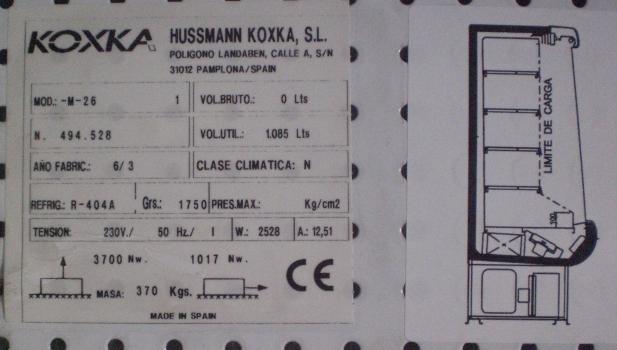 KOXKA
HUSSMANN KOXKA, S.L.
POLIGONO LANDABEN, CALLE A, S/N
31012 PAMPLONA/SPAIN
MOD.: -M-26 1
VOL.BRUTO.: 0 Lts
N. 494.528
VOL.UTIL.: 1.085 Lts
AÑO FABRIC.: 6/ 3
CLASE CLIMATICA: N
REFRIG.: R-404A Grs.: 1750 PRES.MAX.: Kg/cm2
TENSION: 230V./ 50 Hz./ I W.: 2528 A.: 12,51
3700 Nw. 1017 Nw.
MASA: 370 Kgs.
CE
MADE IN SPAIN
LIMITE DE CARGA
100